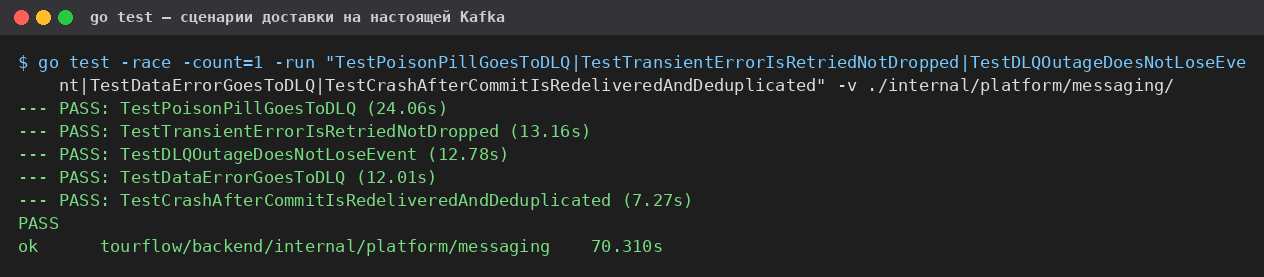 go test — сценарии доставки на настоящей Kafka
$ go test -race -count=1 -run "TestPoisonPillGoesToDLQ|TestTransientErrorIsRetriedNotDropped|TestDLQOutageDoesNotLoseEve
nt|TestDataErrorGoesToDLQ|TestCrashAfterCommitIsRedeliveredAndDeduplicated" -v ./internal/platform/messaging/
--- PASS: TestPoisonPillGoesToDLQ (24.06s)
--- PASS: TestTransientErrorIsRetriedNotDropped (13.16s)
--- PASS: TestDLQOutageDoesNotLoseEvent (12.78s)
--- PASS: TestDataErrorGoesToDLQ (12.01s)
--- PASS: TestCrashAfterCommitIsRedeliveredAndDeduplicated (7.27s)
PASS
ok      tourflow/backend/internal/platform/messaging    70.310s